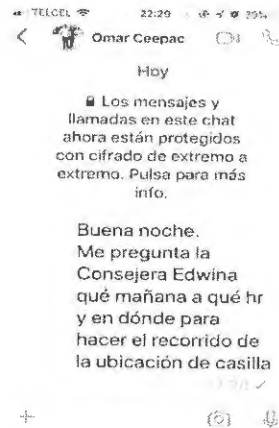 TELCEL 22:29 29%
Omar Ceepac
Hoy
Los mensajes y
llamadas en este chat
ahora están protegidos
con cifrado de extremo a
extremo. Pulsa para más
info.
Buena noche.
Me pregunta la
Consejera Edwina
qué mañana a qué hr
y en dónde para
hacer el recorrido de
la ubicación de casilla